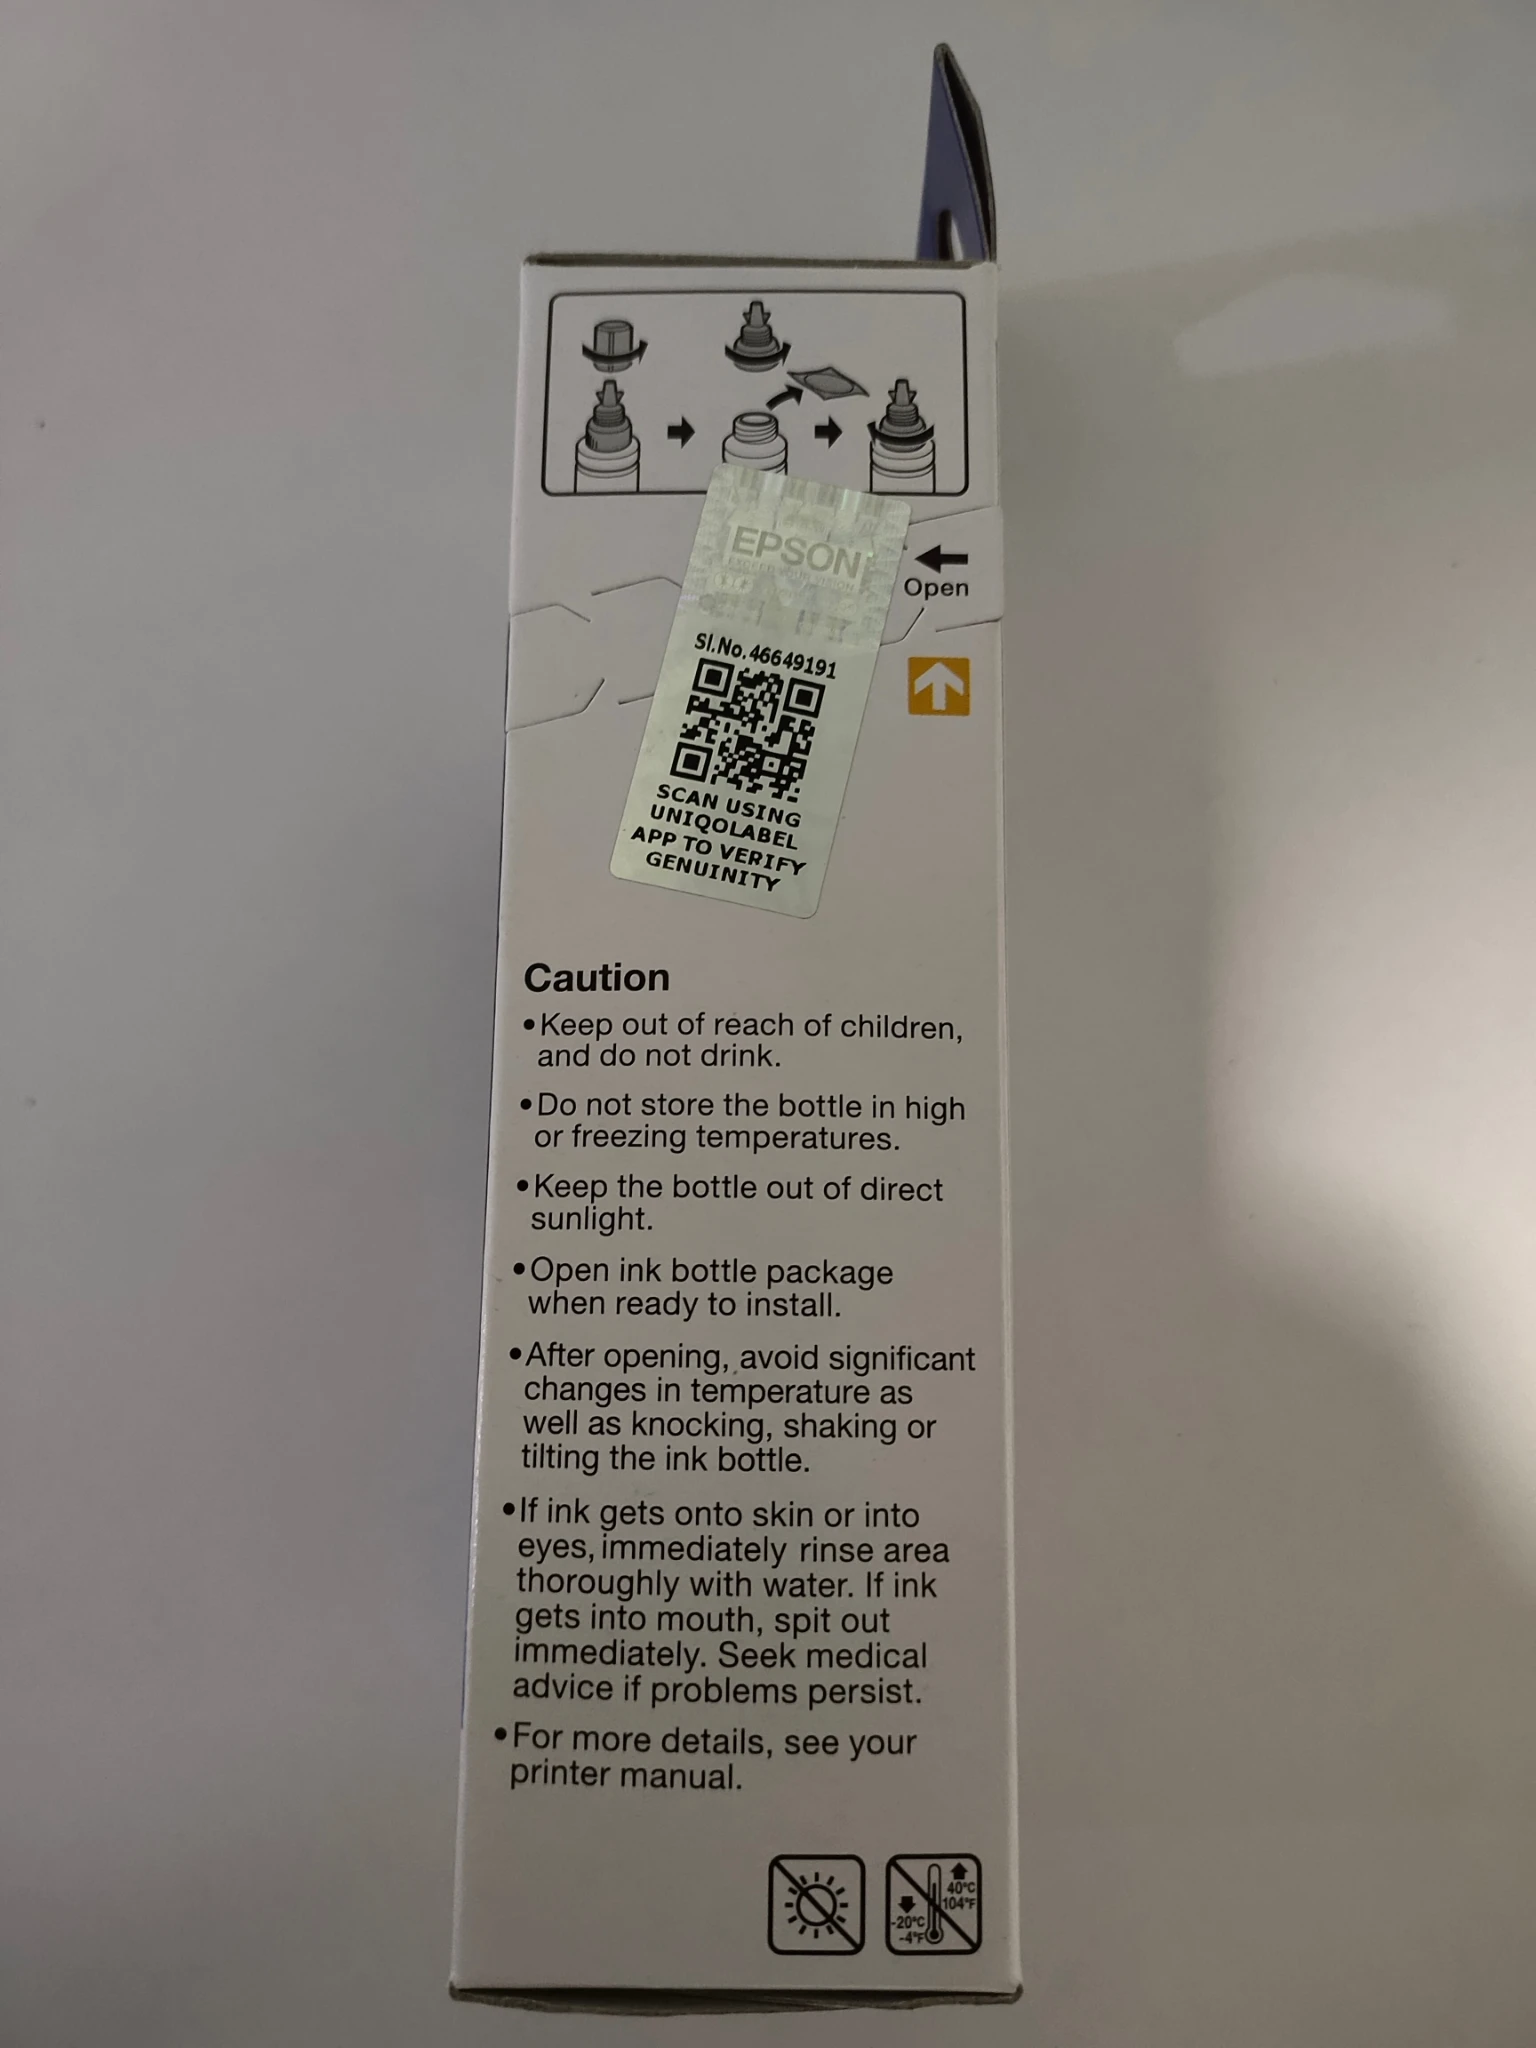 EPSON
EXCEED YOUR VISION
Open
Sl.No.46649191
SCAN USING
UNIQOLABEL
APP TO VERIFY
GENUINITY
Caution
•Keep out of reach of children,
and do not drink.
•Do not store the bottle in high
or freezing temperatures.
•Keep the bottle out of direct
sunlight.
•Open ink bottle package
when ready to install.
•After opening, avoid significant
changes in temperature as
well as knocking, shaking or
tilting the ink bottle.
•If ink gets onto skin or into
eyes, immediately rinse area
thoroughly with water. If ink
gets into mouth, spit out
immediately. Seek medical
advice if problems persist.
•For more details, see your
printer manual.
40°C
104°F
-20°C
-4°F